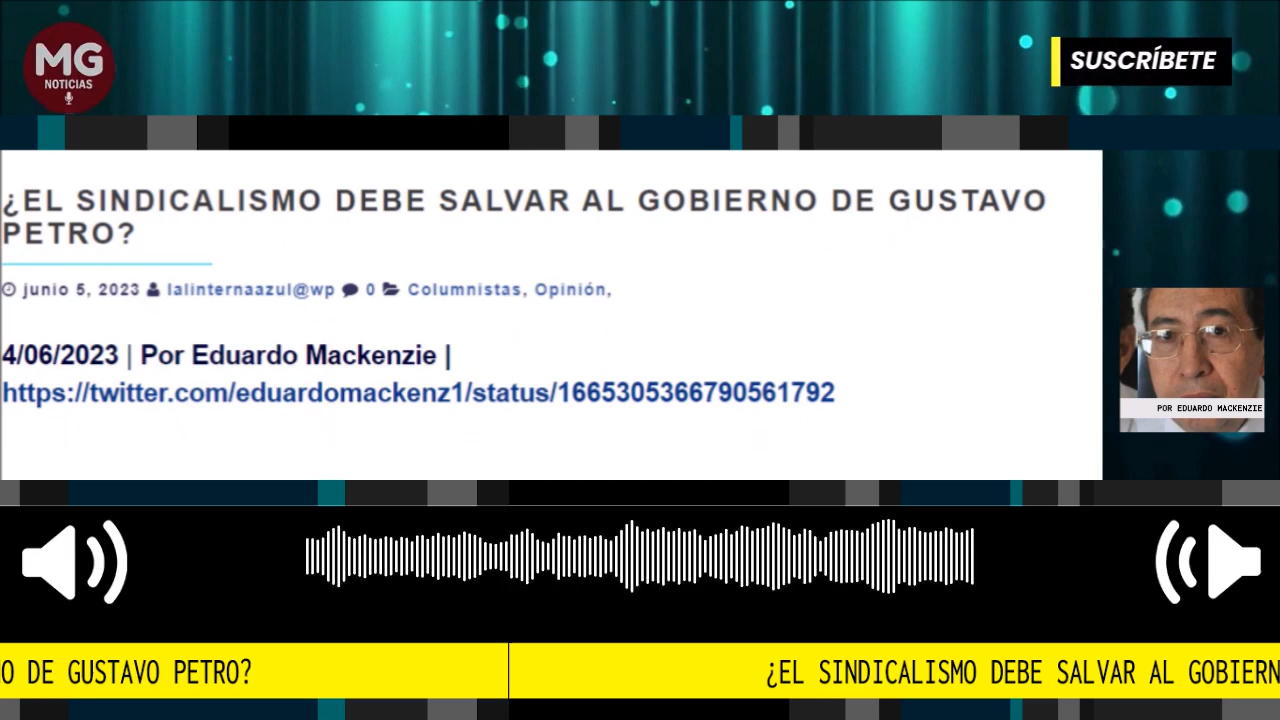 MG
NOTICIAS
SUSCRÍBETE
¿EL SINDICALISMO DEBE SALVAR AL GOBIERNO DE GUSTAVO
PETRO?
junio 5, 2023 lalinternaazul@wp 0 Columnistas, Opinión,
4/06/2023 | Por Eduardo Mackenzie |
https://twitter.com/eduardomackenz1/status/1665305366790561792
POR EDUARDO MACKENZIE
O DE GUSTAVO PETRO?
¿EL SINDICALISMO DEBE SALVAR AL GOBIERN